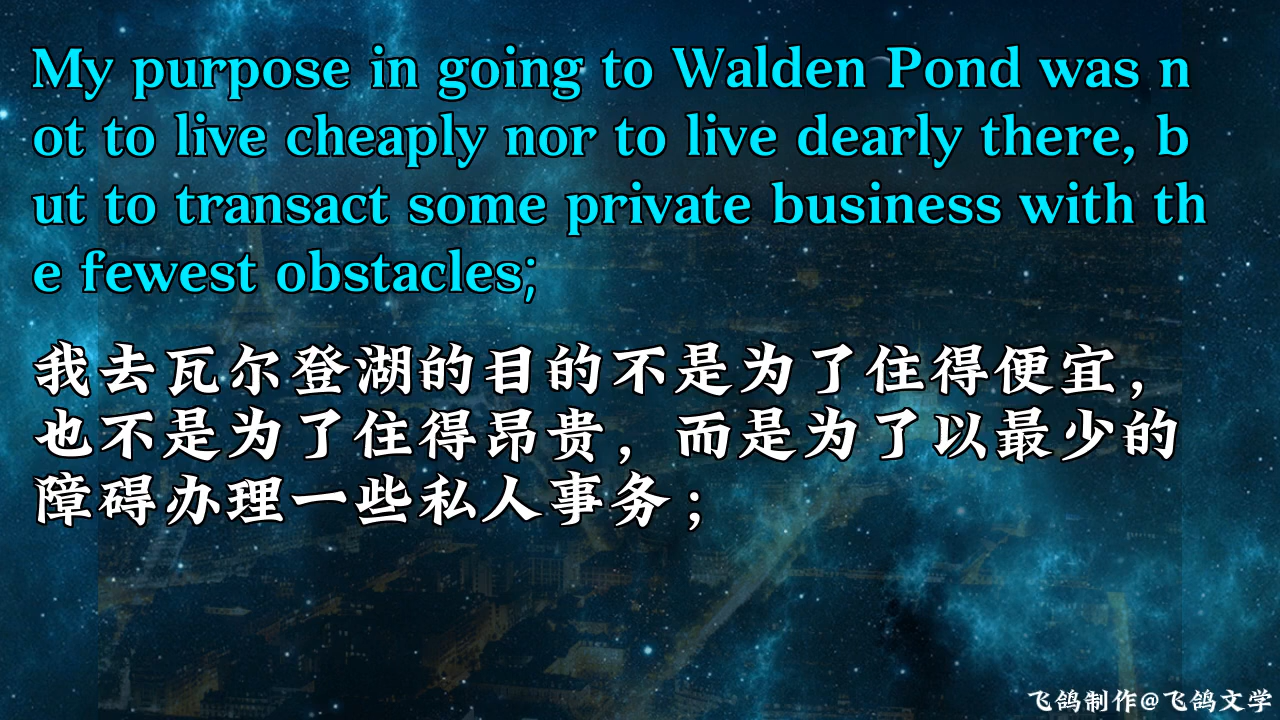 My purpose in going to Walden Pond was n
ot to live cheaply nor to live dearly there, b
ut to transact some private business with th
e fewest obstacles;
我去瓦尔登湖的目的不是为了住得便宜，
也不是为了住得昂贵，而是为了以最少的
障碍办理一些私人事务；
飞鸽制作@飞鸽文学